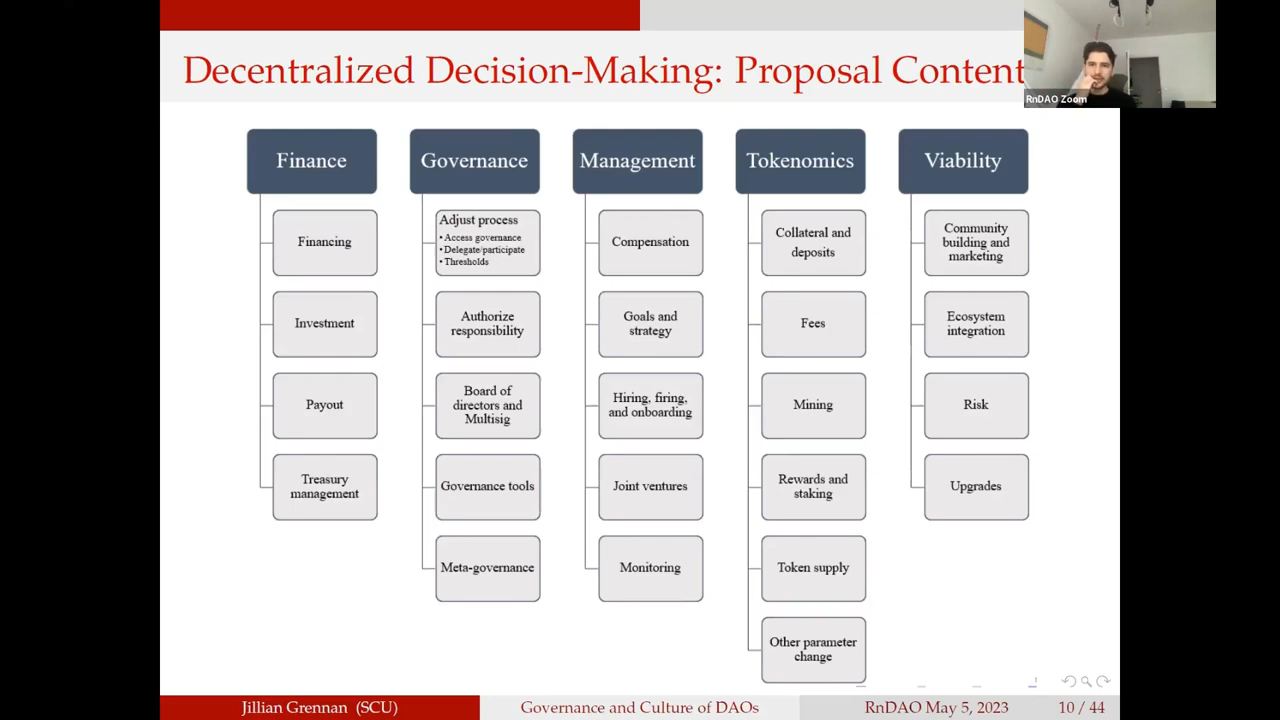 Decentralized Decision-Making: Proposal Content
RnDAO Zoom
Finance
Financing
Investment
Payout
Treasury
management
Governance
Adjust process
• Access governance
• Delegate/participate
• Thresholds
Authorize
responsibility
Board of
directors and
Multisig
Governance tools
Meta-governance
Management
Compensation
Goals and
strategy
Hiring, firing,
and onboarding
Joint ventures
Monitoring
Tokenomics
Collateral and
deposits
Fees
Mining
Rewards and
staking
Token supply
Other parameter
change
Viability
Community
building and
marketing
Ecosystem
integration
Risk
Upgrades
Jillian Grennan (SCU)
Governance and Culture of DAOs
RnDAO May 5, 2023
10 / 44